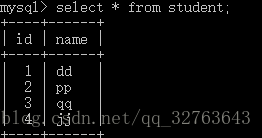 mysql> select * from student;
+----+------+
| id | name |
+----+------+
| 1 | dd |
| 2 | pp |
| 3 | qq |
| 4 | jj |
+----+------+
blog.csdn.net/qq_32763643